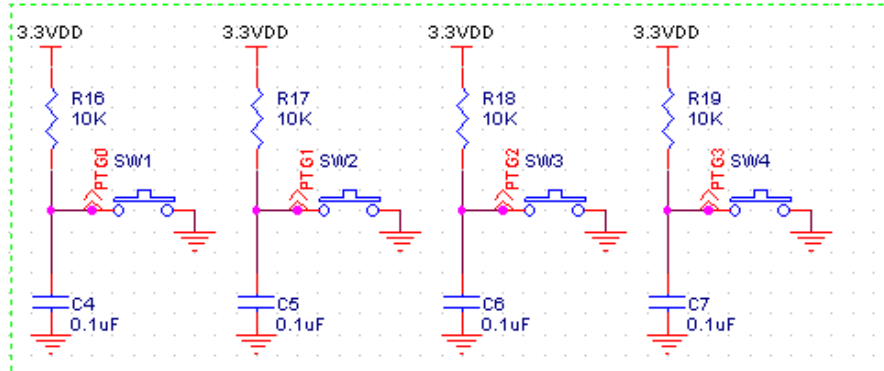 3.3VDD 3.3VDD 3.3VDD 3.3VDD
R16 R17 R18 R19
10K 10K 10K 10K
PTG0 SW1 PTG1 SW2 PTG2 SW3 PTG3 SW4
C4 C5 C6 C7
0.1uF 0.1uF 0.1uF 0.1uF